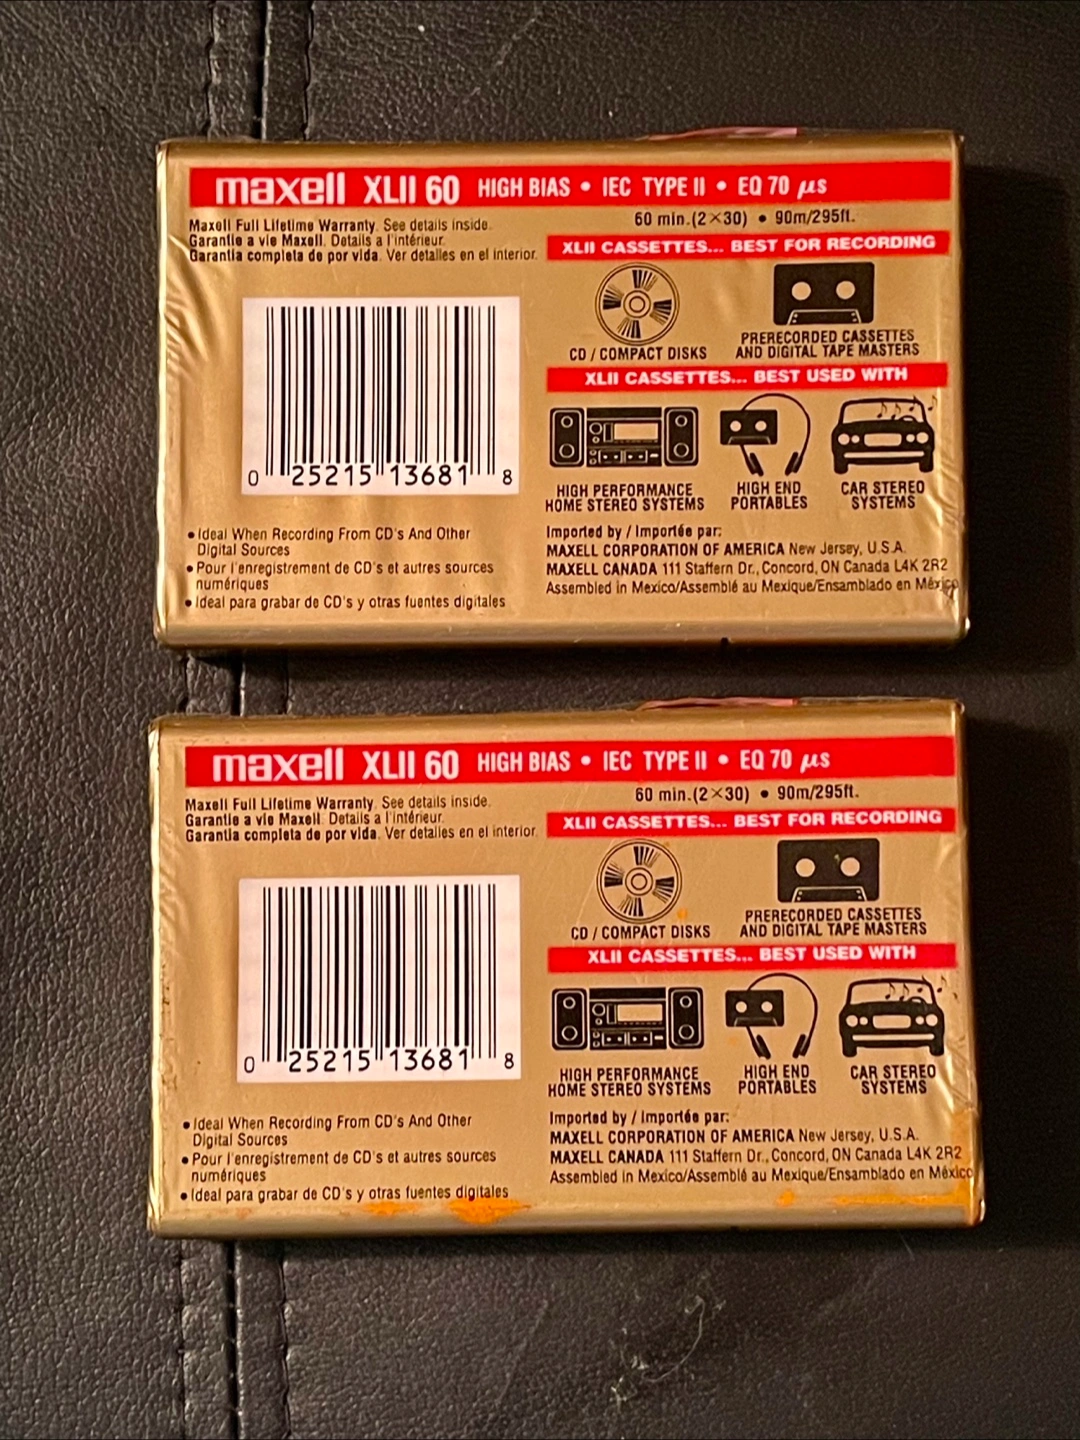 maxell XLII 60 HIGH BIAS • IEC TYPE II • EQ 70 µs
Maxell Full Lifetime Warranty. See details inside.
Garantie a vie Maxell. Details a l'intérieur.
Garantia completa de por vida. Ver detalles en el interior.
60 min.(2×30) • 90m/295ft.
XLII CASSETTES... BEST FOR RECORDING
CD / COMPACT DISKS
PRERECORDED CASSETTES
AND DIGITAL TAPE MASTERS
XLII CASSETTES... BEST USED WITH
HIGH PERFORMANCE
HOME STEREO SYSTEMS
HIGH END
PORTABLES
CAR STEREO
SYSTEMS
0 25215 13681 8
• Ideal When Recording From CD's And Other
Digital Sources
• Pour l'enregistrement de CD's et autres sources
numériques
• Ideal para grabar de CD's y otras fuentes digitales
Imported by / Importée par:
MAXELL CORPORATION OF AMERICA New Jersey, U.S.A.
MAXELL CANADA 111 Staffern Dr., Concord, ON Canada L4K 2R2
Assembled in Mexico/Assemblé au Mexique/Ensamblado en México
maxell XLII 60 HIGH BIAS • IEC TYPE II • EQ 70 µs
Maxell Full Lifetime Warranty. See details inside.
Garantie a vie Maxell. Details a l'intérieur.
Garantia completa de por vida. Ver detalles en el interior.
60 min.(2×30) • 90m/295ft.
XLII CASSETTES... BEST FOR RECORDING
CD / COMPACT DISKS
PRERECORDED CASSETTES
AND DIGITAL TAPE MASTERS
XLII CASSETTES... BEST USED WITH
HIGH PERFORMANCE
HOME STEREO SYSTEMS
HIGH END
PORTABLES
CAR STEREO
SYSTEMS
0 25215 13681 8
• Ideal When Recording From CD's And Other
Digital Sources
• Pour l'enregistrement de CD's et autres sources
numériques
• Ideal para grabar de CD's y otras fuentes digitales
Imported by / Importée par:
MAXELL CORPORATION OF AMERICA New Jersey, U.S.A.
MAXELL CANADA 111 Staffern Dr., Concord, ON Canada L4K 2R2
Assembled in Mexico/Assemblé au Mexique/Ensamblado en México